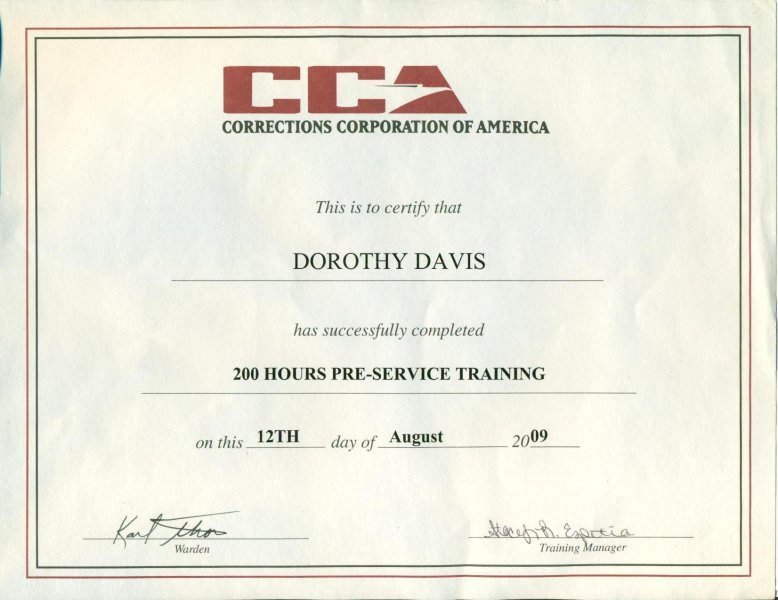 CCA
CORRECTIONS CORPORATION OF AMERICA
This is to certify that
DOROTHY DAVIS
has successfully completed
200 HOURS PRE-SERVICE TRAINING
on this 12TH day of August 2009
Warden
Training Manager